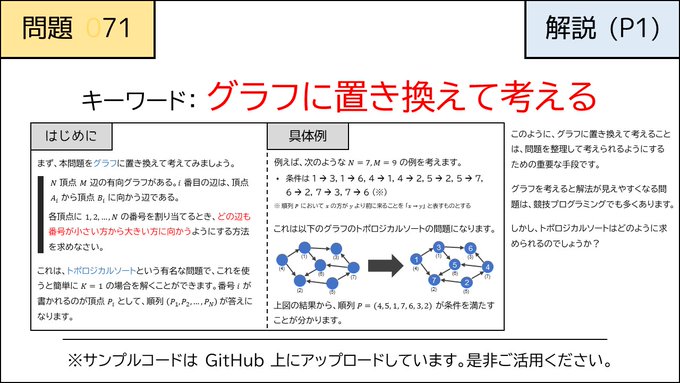 問題 071
解説 (P1)
キーワード: グラフに置き換えて考える
はじめに
まず、本問題をグラフに置き換えて考えてみましょう。
N 頂点 M 辺の有向グラフがある。i 番目の辺は、頂点
A_i から頂点 B_i に向かう辺である。
各頂点に 1, 2, ..., N の番号を割り当てるとき、どの辺も
番号が小さい方から大きい方に向かうようにする方法
を求めなさい。
これは、トポロジカルソートという有名な問題で、これを使
うと簡単に K = 1 の場合を解くことができます。番号 i が
書かれるのが頂点 P_i として、順列 (P_1, P_2, ..., P_N) が答えに
なります。
具体例
例えば、次のような N = 7, M = 9 の例を考えます。
• 条件は 1 → 3, 1 → 6, 4 → 1, 4 → 2, 5 → 2, 5 → 7,
6 → 2, 7 → 3, 7 → 6 (※)
※ 順列 P において x の方が y より前に来ることを「x → y」と表すものとする
これは以下のグラフのトポロジカルソートの問題になります。
(4) (1) (3) (6) (5) (2) (7)
1 3 6 5 4 7 2
(4) (1) (3) (6) (5) (2) (7)
上図の結果から、順列 P = (4, 5, 1, 7, 6, 3, 2) が条件を満たす
ことが分かります。
このように、グラフに置き換えて考えること
は、問題を整理して考えられるようにする
ための重要な手段です。
グラフを考えると解法が見えやすくなる問
題は、競技プログラミングでも多くあります。
しかし、トポロジカルソートはどのように求
められるのでしょうか？
※サンプルコードは GitHub 上にアップロードしています。是非ご活用ください。